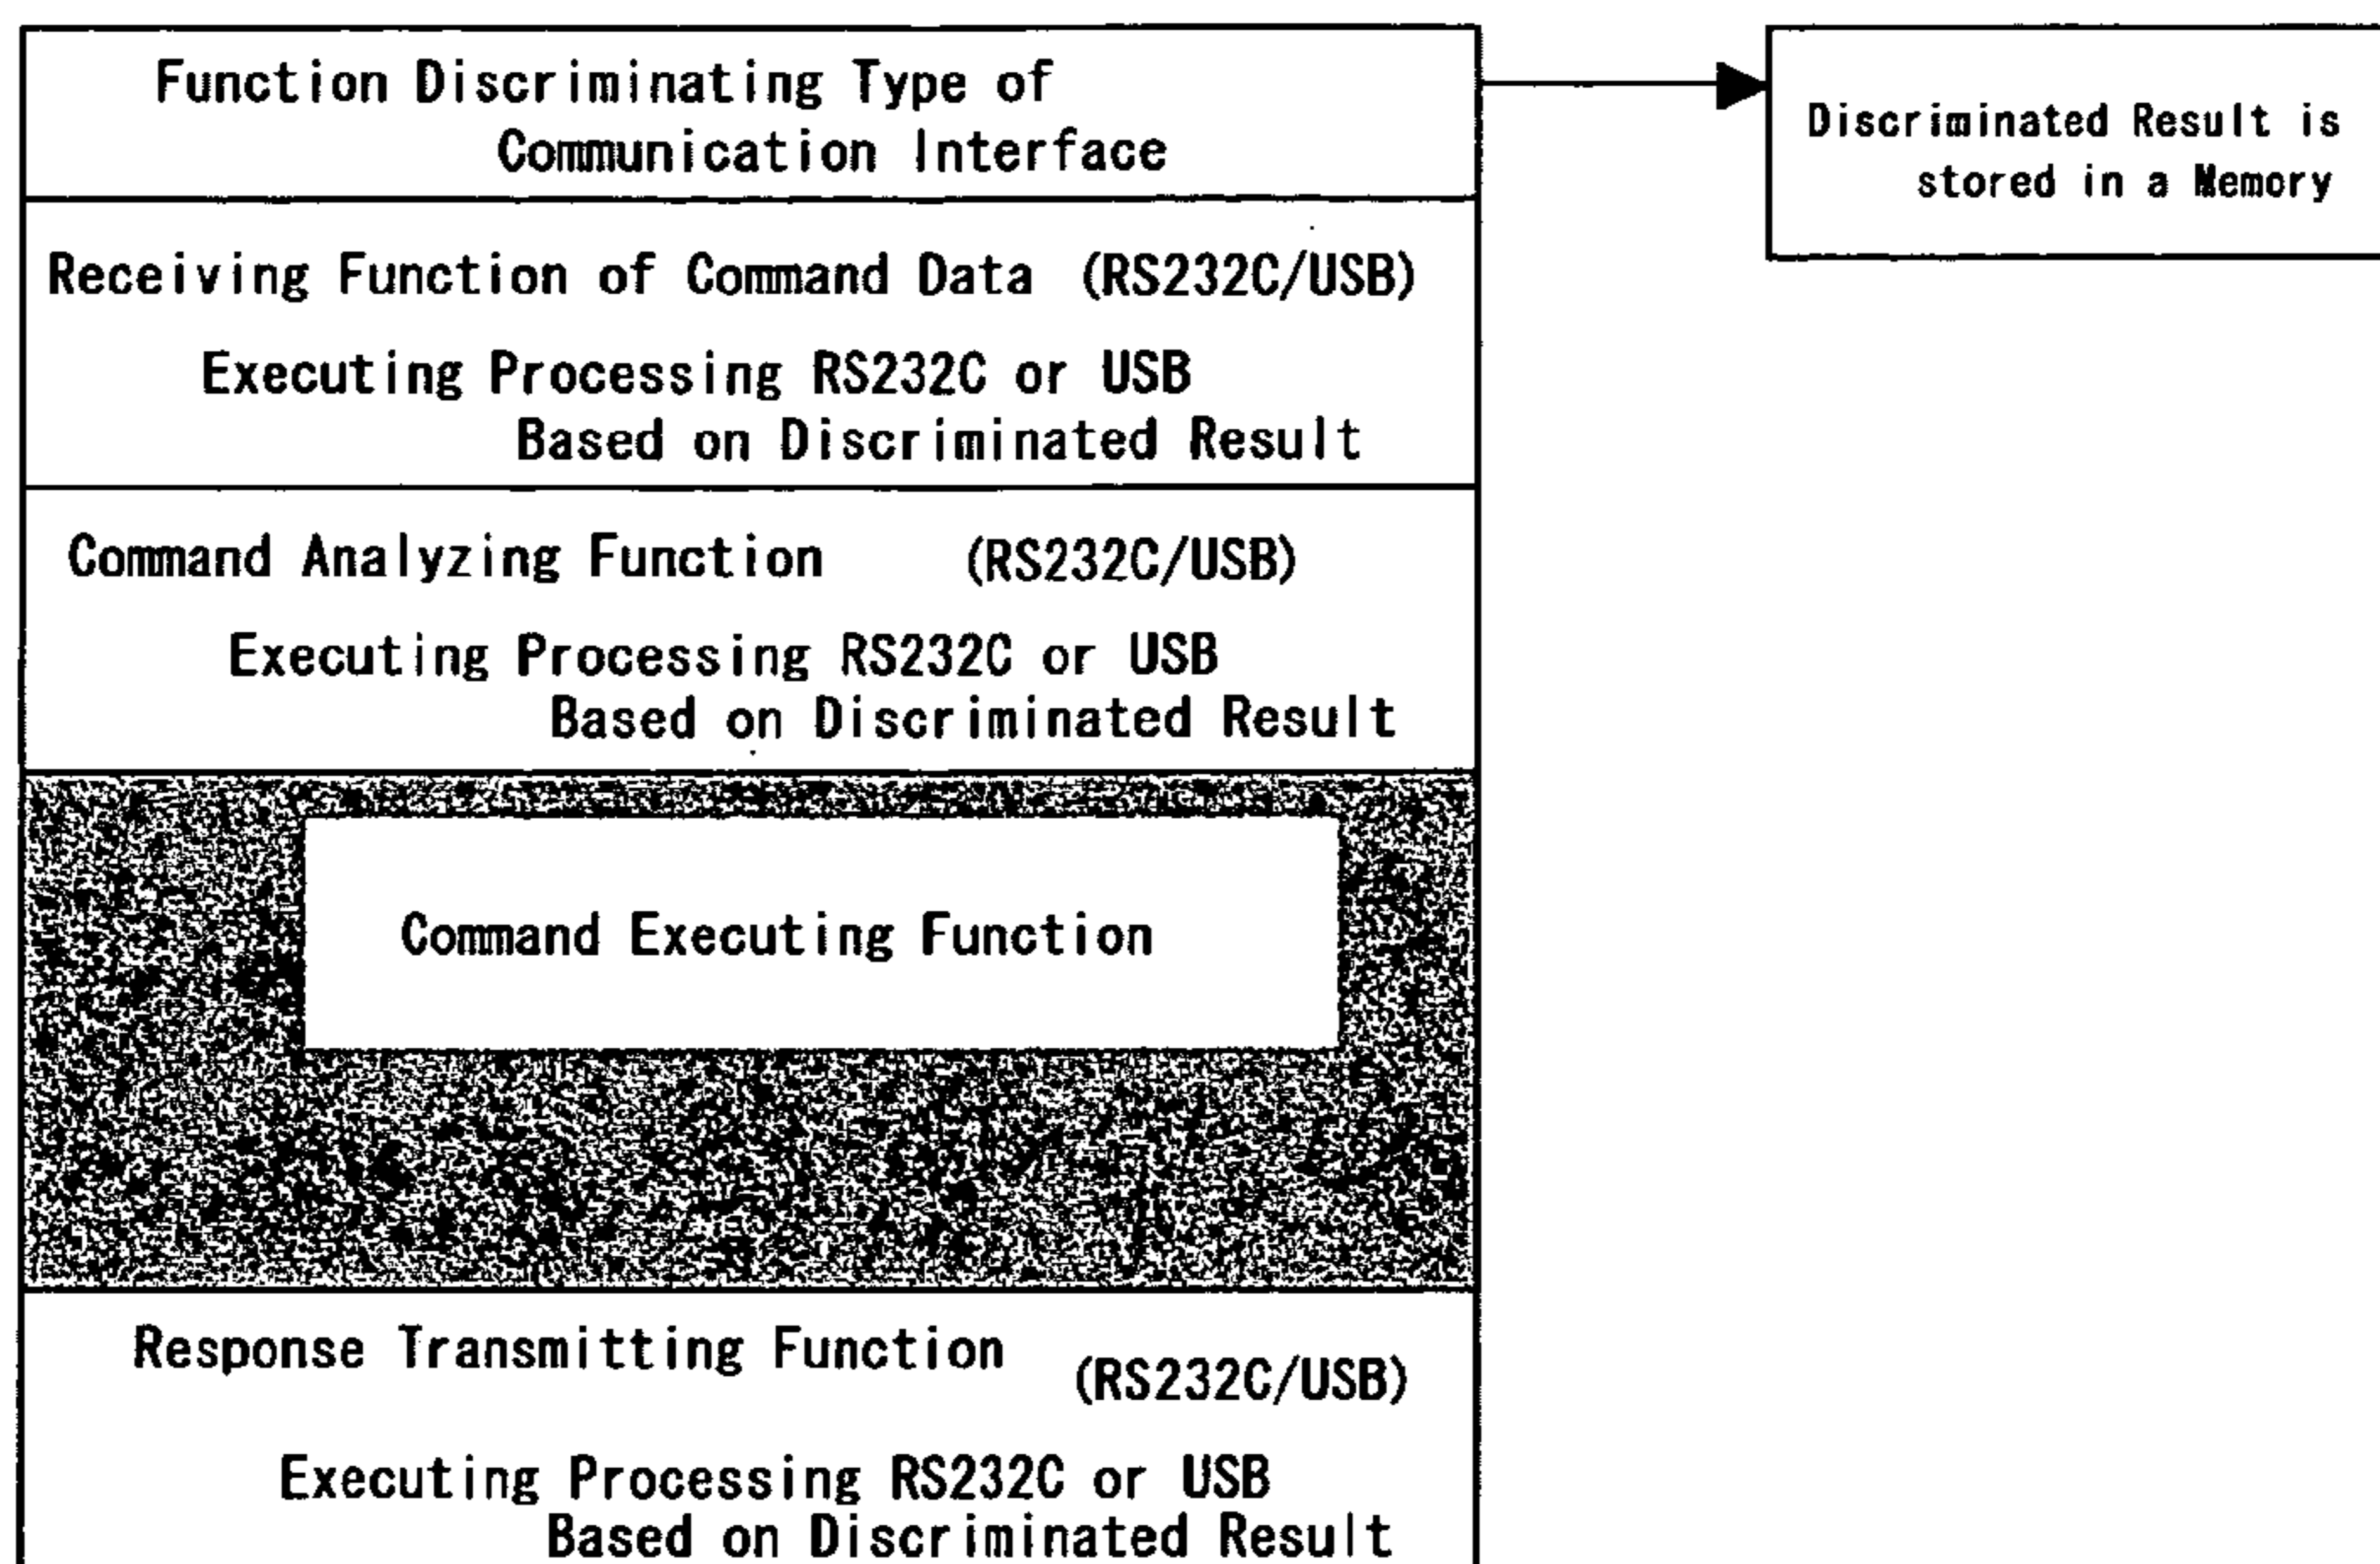 Function Discriminating Type of
Communication Interface
Discriminated Result is
stored in a Memory
Receiving Function of Command Data (RS232C/USB)
Executing Processing RS232C or USB
Based on Discriminated Result
Command Analyzing Function (RS232C/USB)
Executing Processing RS232C or USB
Based on Discriminated Result
Command Executing Function
Response Transmitting Function (RS232C/USB)
Executing Processing RS232C or USB
Based on Discriminated Result